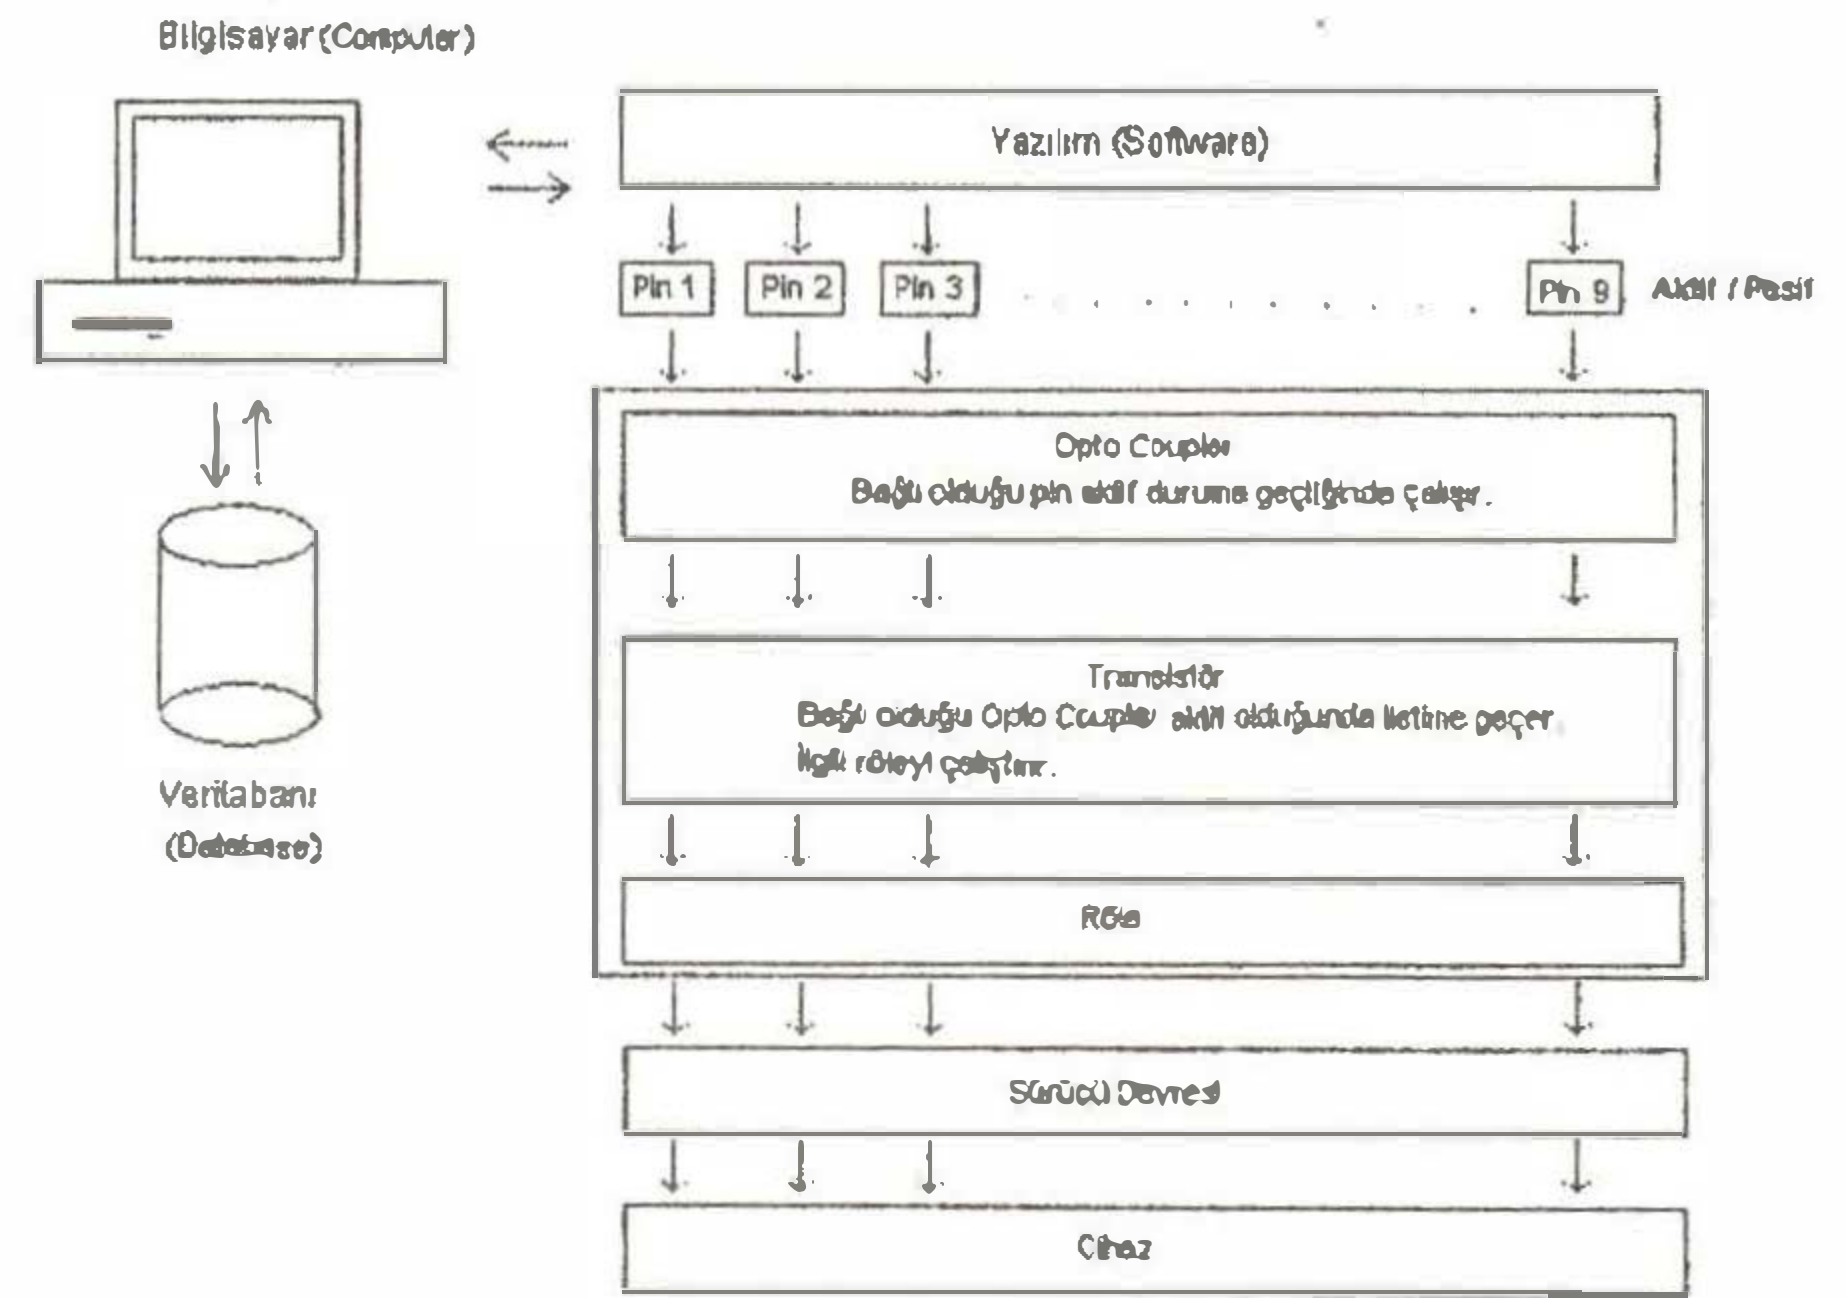 Bilgisayar (Computer)
Yazılım (Software)
Pin 1
Pin 2
Pin 3
Pin 9
Aktif / Pasif
Opto Coupler
Bağlı olduğu pin aktif duruma geçtiğinde çalışır.
Transistör
Bağlı olduğu Opto Coupler aktif olduğunda iletime geçer
İlgili röleyi çalıştırır.
Röle
Sürücü Devresi
Cihaz
Veritabanı
(Database)